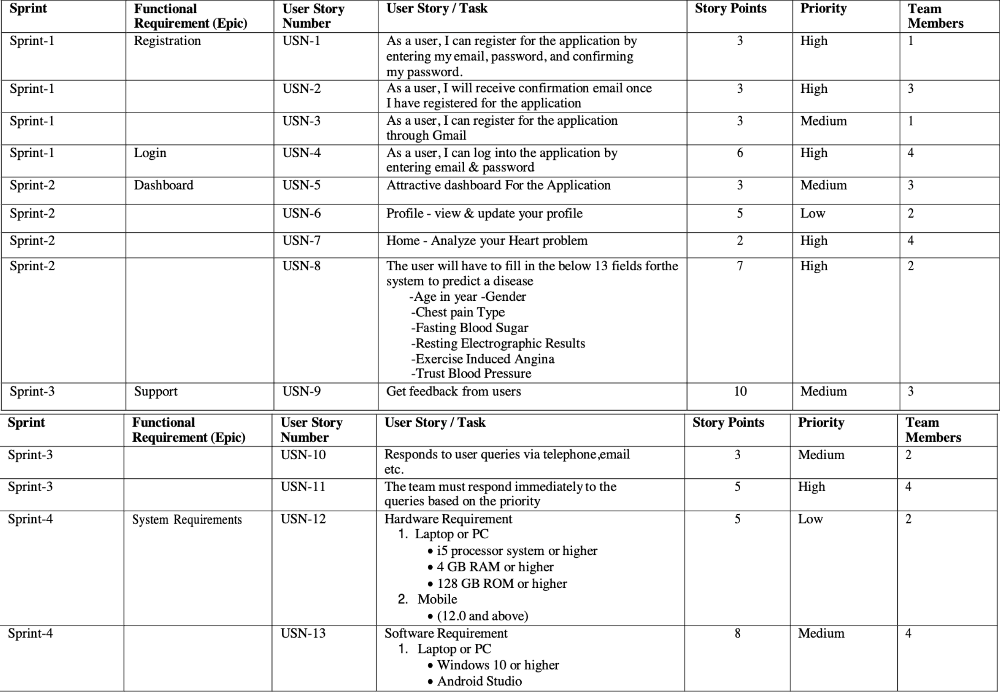 Sprint Functional Requirement (Epic) User Story Number User Story / Task Story Points Priority Team Members
Sprint-1 Registration USN-1 As a user, I can register for the application by 3 High 1
entering my email, password, and confirming
my password.
Sprint-1 USN-2 As a user, I will receive confirmation email once 3 High 3
I have registered for the application
Sprint-1 USN-3 As a user, I can register for the application 3 Medium 1
through Gmail
Sprint-1 Login USN-4 As a user, I can log into the application by 6 High 4
entering email & password
Sprint-2 Dashboard USN-5 Attractive dashboard For the Application 3 Medium 3
Sprint-2 USN-6 Profile - view & update your profile 5 Low 2
Sprint-2 USN-7 Home - Analyze your Heart problem 2 High 4
Sprint-2 USN-8 The user will have to fill in the below 13 fields forthe 7 High 2
system to predict a disease
-Age in year -Gender
-Chest pain Type
-Fasting Blood Sugar
-Resting Electrographic Results
-Exercise Induced Angina
-Trust Blood Pressure
Sprint-3 Support USN-9 Get feedback from users 10 Medium 3
Sprint Functional Requirement (Epic) User Story Number User Story / Task Story Points Priority Team Members
Sprint-3 USN-10 Responds to user queries via telephone,email 3 Medium 2
etc.
Sprint-3 USN-11 The team must respond immediately to the 5 High 4
queries based on the priority
Sprint-4 System Requirements USN-12 Hardware Requirement 5 Low 2
1. Laptop or PC
• i5 processor system or higher
• 4 GB RAM or higher
• 128 GB ROM or higher
2. Mobile
• (12.0 and above)
Sprint-4 USN-13 Software Requirement 8 Medium 4
1. Laptop or PC
• Windows 10 or higher
• Android Studio